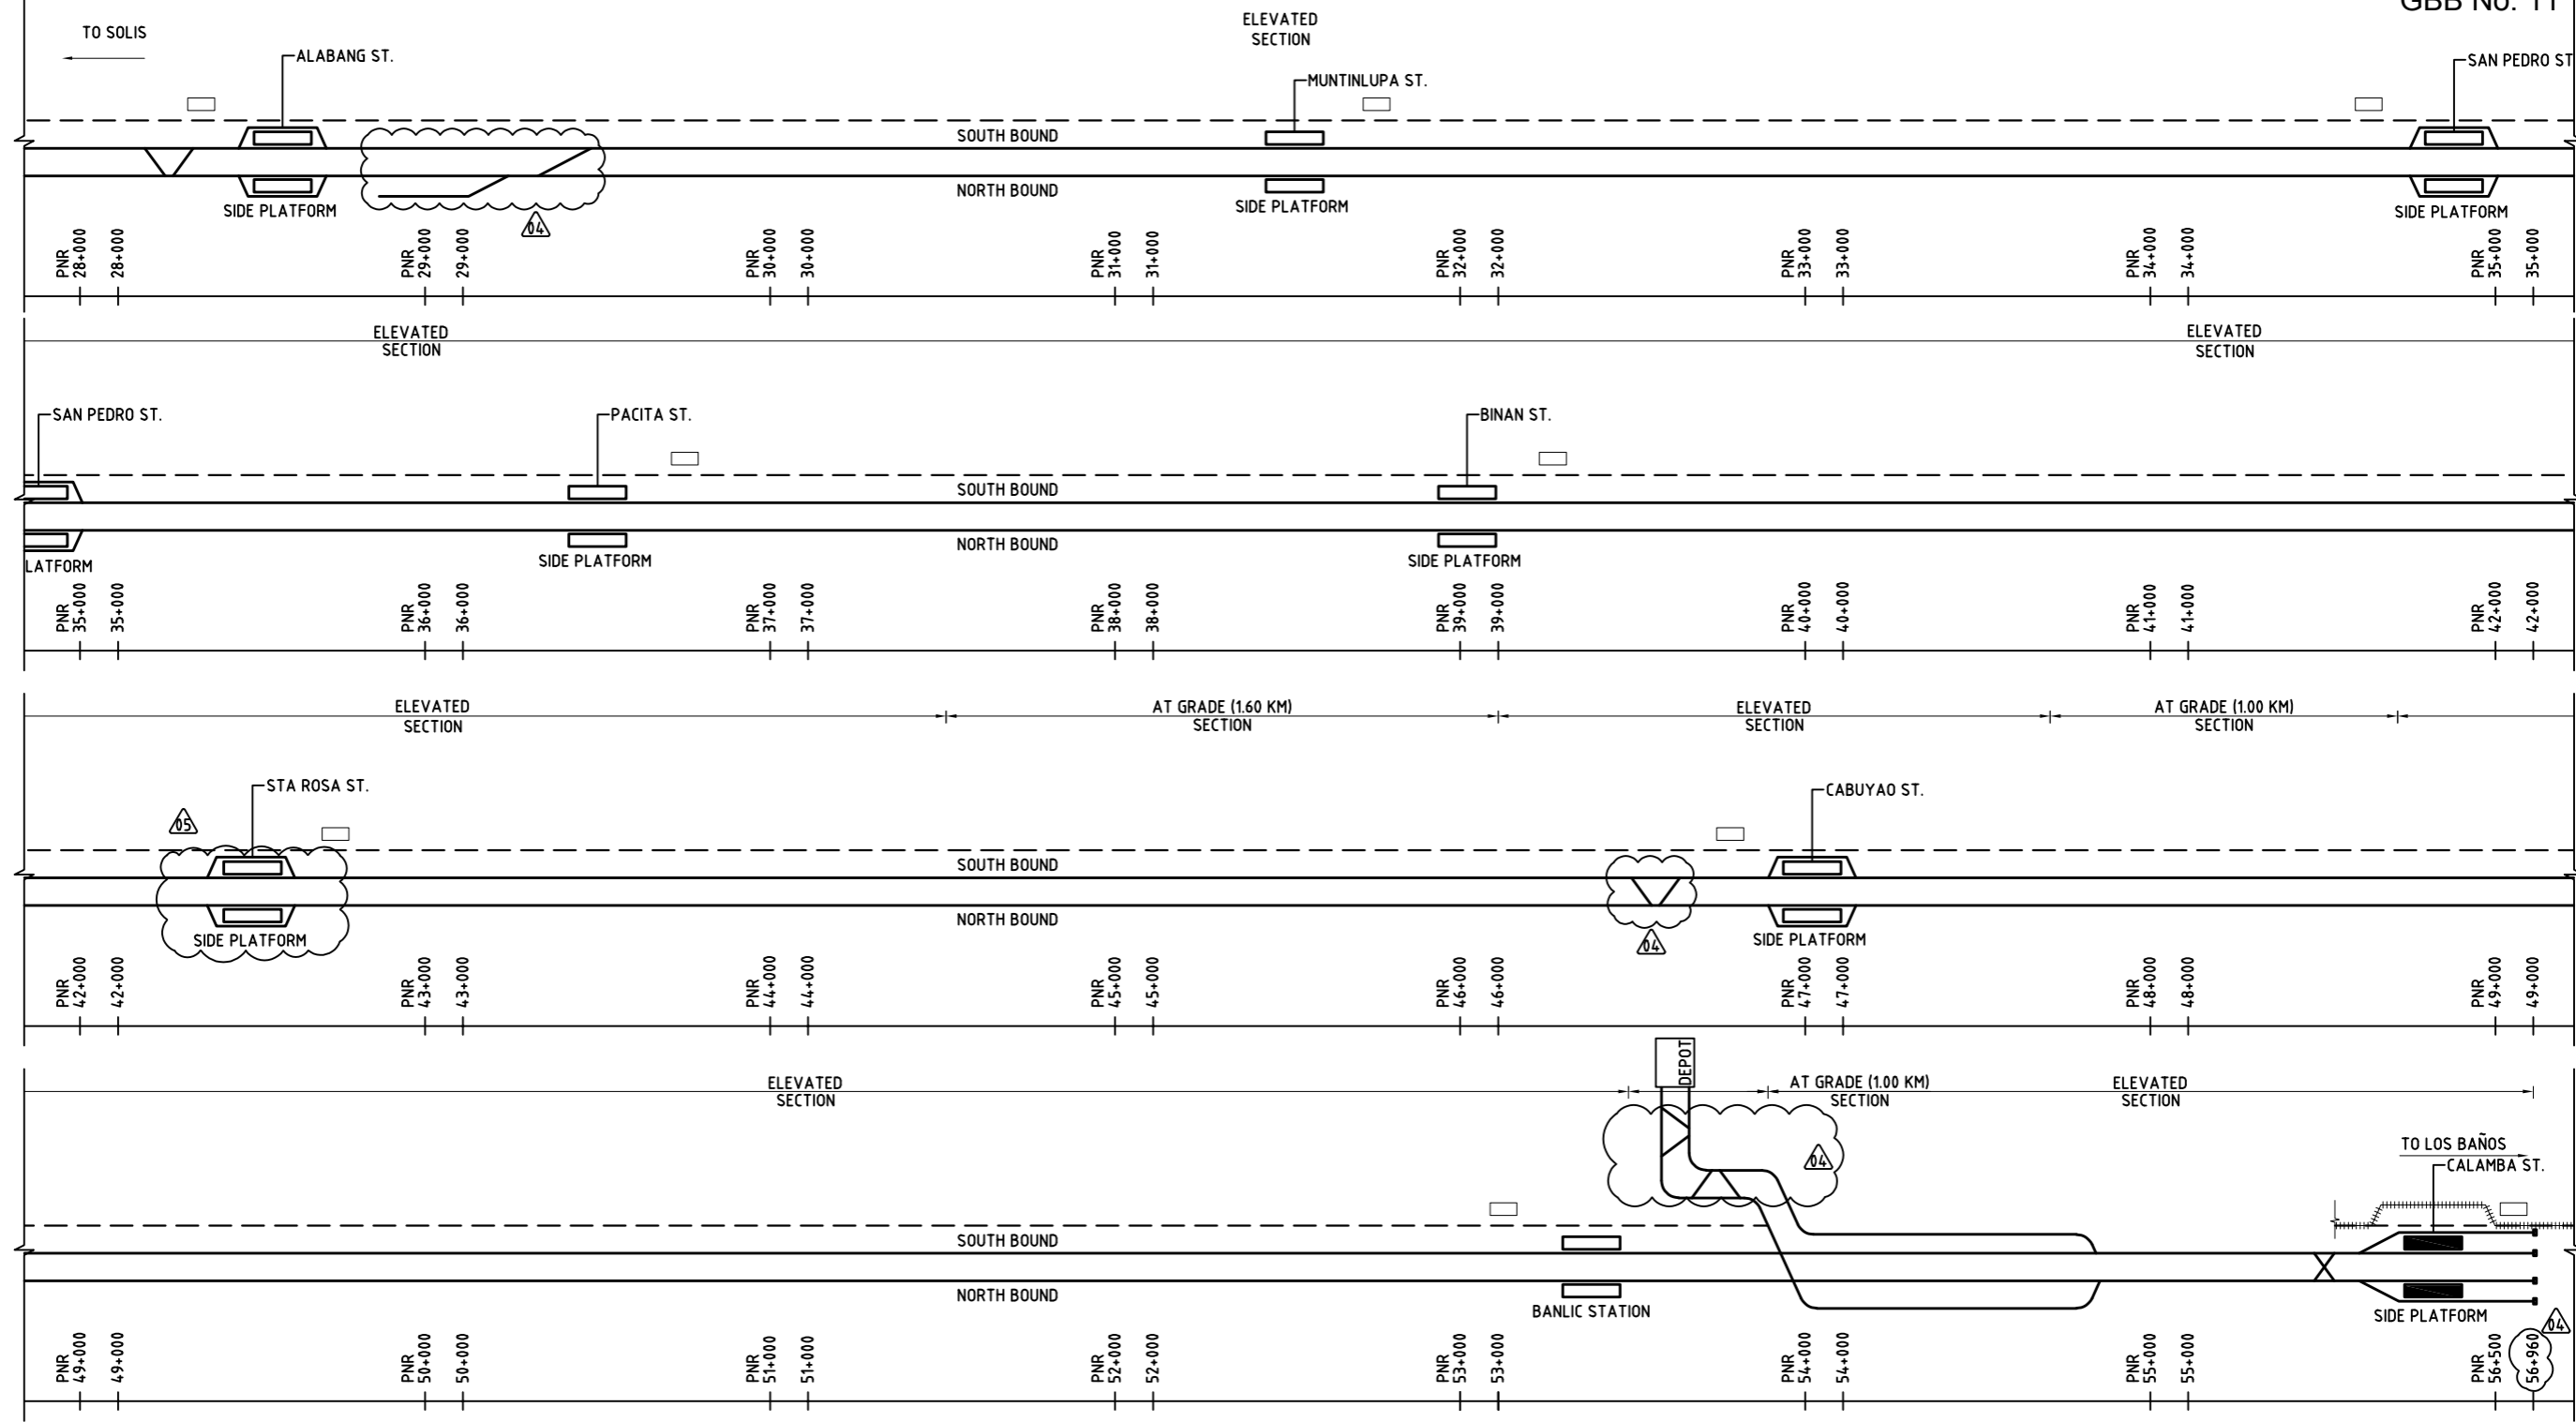 GBB No. 11
TO SOLIS
ELEVATED
SECTION
ALABANG ST.
MUNTINLUPA ST.
SAN PEDRO ST
SOUTH BOUND
NORTH BOUND
SIDE PLATFORM
SIDE PLATFORM
SIDE PLATFORM
04
PNR
28+000
28+000
PNR
29+000
29+000
PNR
30+000
30+000
PNR
31+000
31+000
PNR
32+000
32+000
PNR
33+000
33+000
PNR
34+000
34+000
PNR
35+000
35+000
ELEVATED
SECTION
ELEVATED
SECTION
SAN PEDRO ST.
PACITA ST.
BINAN ST.
SOUTH BOUND
NORTH BOUND
LATFORM
SIDE PLATFORM
SIDE PLATFORM
PNR
35+000
35+000
PNR
36+000
36+000
PNR
37+000
37+000
PNR
38+000
38+000
PNR
39+000
39+000
PNR
40+000
40+000
PNR
41+000
41+000
PNR
42+000
42+000
ELEVATED
SECTION
AT GRADE (1.60 KM)
SECTION
ELEVATED
SECTION
AT GRADE (1.00 KM)
SECTION
STA ROSA ST.
CABUYAO ST.
05
SOUTH BOUND
NORTH BOUND
SIDE PLATFORM
04
SIDE PLATFORM
PNR
42+000
42+000
PNR
43+000
43+000
PNR
44+000
44+000
PNR
45+000
45+000
PNR
46+000
46+000
PNR
47+000
47+000
PNR
48+000
48+000
PNR
49+000
49+000
DEPOT
ELEVATED
SECTION
AT GRADE (1.00 KM)
SECTION
ELEVATED
SECTION
04
TO LOS BAÑOS
CALAMBA ST.
SOUTH BOUND
NORTH BOUND
BANLIC STATION
SIDE PLATFORM
04
PNR
49+000
49+000
PNR
50+000
50+000
PNR
51+000
51+000
PNR
52+000
52+000
PNR
53+000
53+000
PNR
54+000
54+000
PNR
55+000
55+000
PNR
56+500
56+960